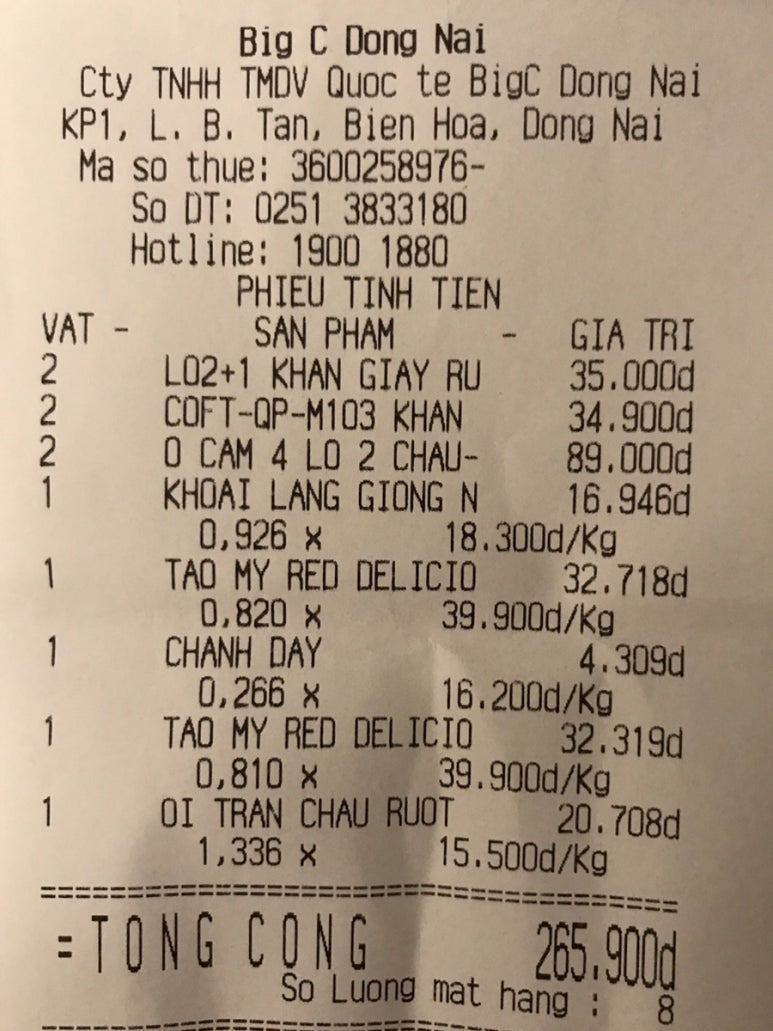 Big C Dong Nai
Cty TNHH TMDV Quoc te BigC Dong Nai
KP1, L. B. Tan, Bien Hoa, Dong Nai
Ma so thue: 3600258976-
So DT: 0251 3833180
Hotline: 1900 1880
PHIEU TINH TIEN
VAT - SAN PHAM - GIA TRI
2 LO2+1 KHAN GIAY RU 35.000d
2 COFT-QP-M103 KHAN 34.900d
2 O CAM 4 LO 2 CHAU- 89.000d
1 KHOAI LANG GIONG N 16.946d
0,926 x 18.300d/Kg
1 TAO MY RED DELICIO 32.718d
0,820 x 39.900d/Kg
1 CHANH DAY 4.309d
0,266 x 16.200d/Kg
1 TAO MY RED DELICIO 32.319d
0,810 x 39.900d/Kg
1 OI TRAN CHAU RUOT 20.708d
1,336 x 15.500d/Kg
=TONG CONG 265.900d
So Luong mat hang : 8